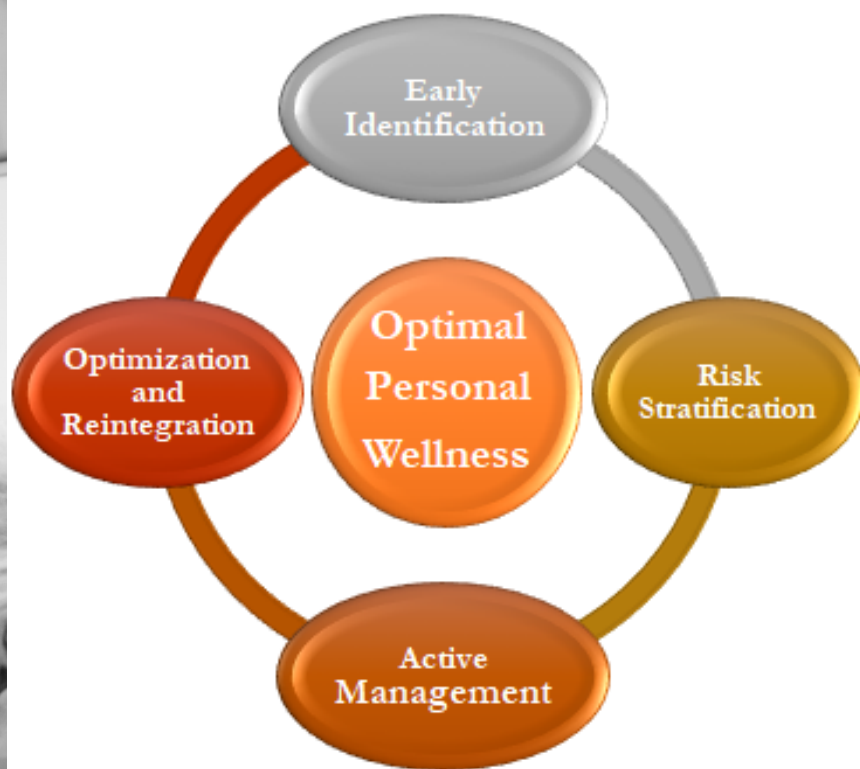 Early
Identification
Optimal
Personal
Wellness
Optimization
and
Reintegration
Risk
Stratification
Active
Management